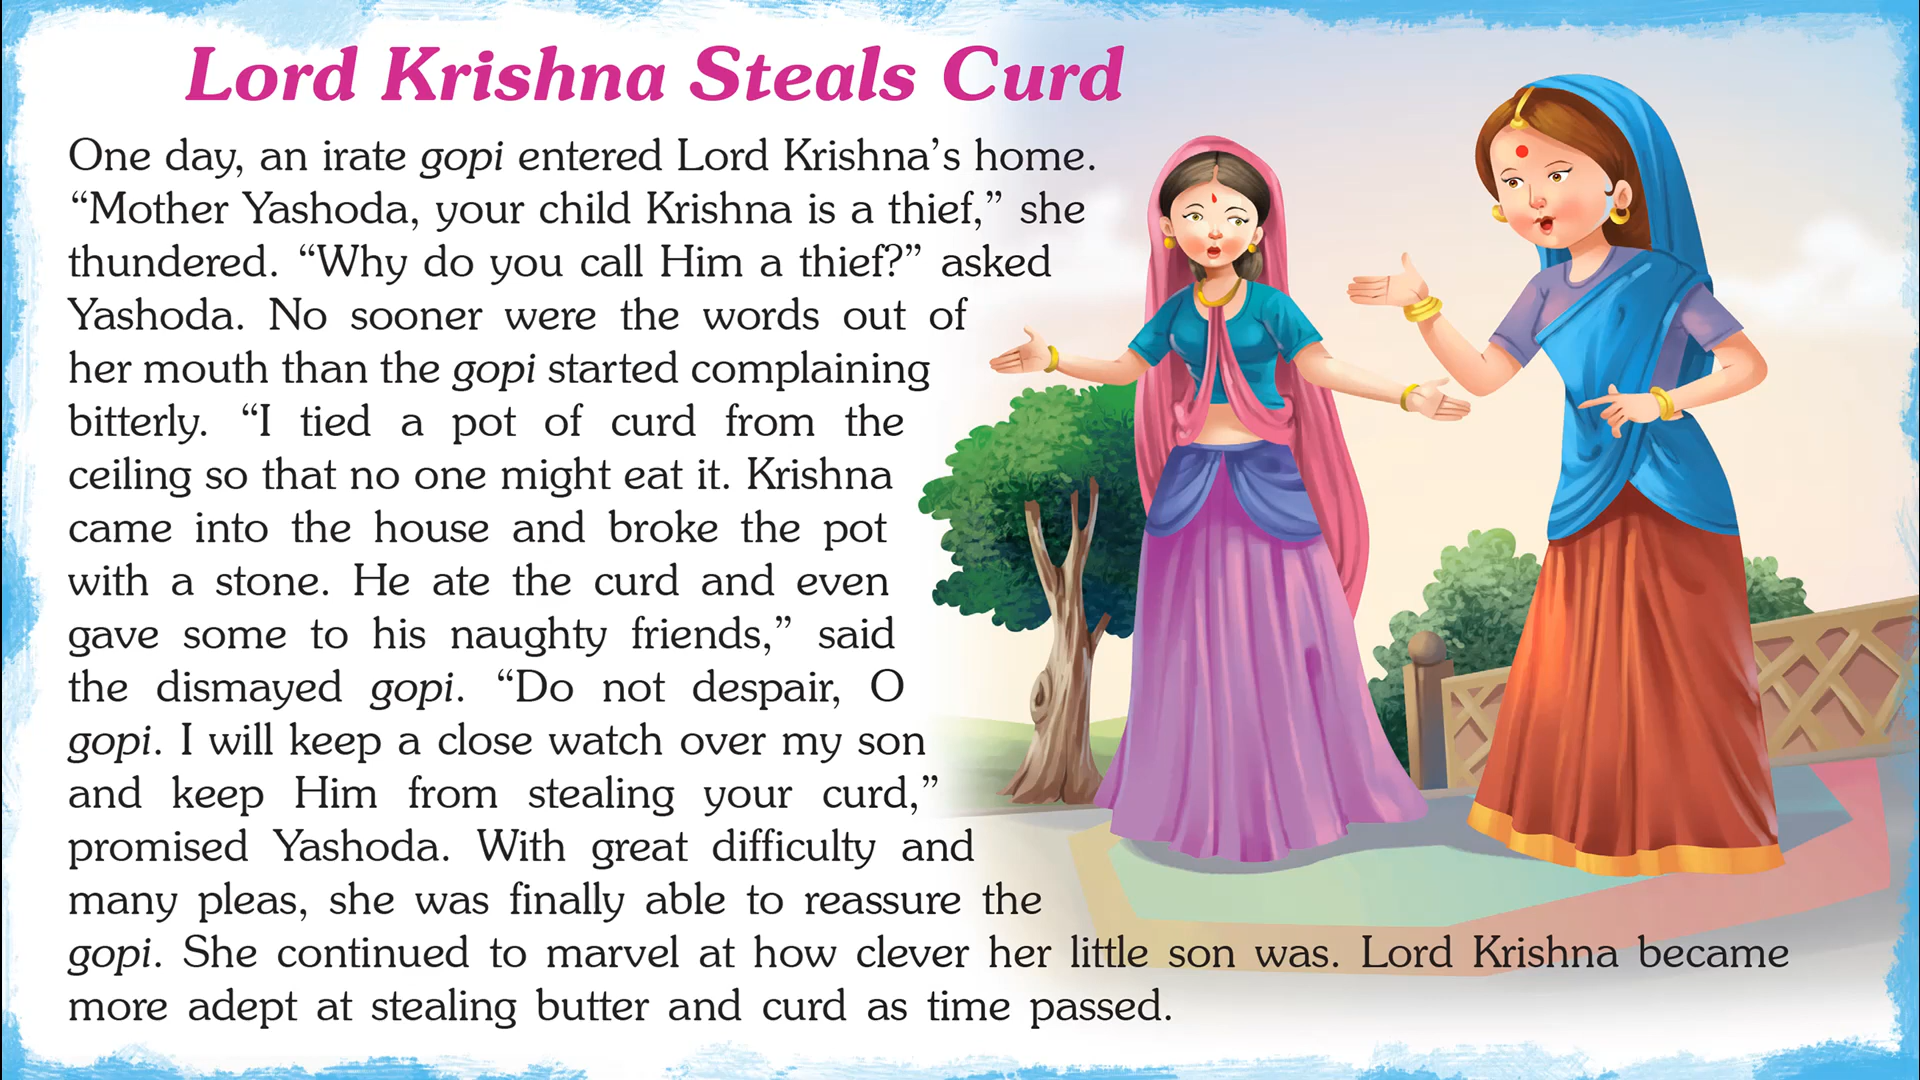 Lord Krishna Steals Curd
One day, an irate gopi entered Lord Krishna’s home.
“Mother Yashoda, your child Krishna is a thief,” she
thundered. “Why do you call Him a thief?” asked
Yashoda. No sooner were the words out of
her mouth than the gopi started complaining
bitterly. “I tied a pot of curd from the
ceiling so that no one might eat it. Krishna
came into the house and broke the pot
with a stone. He ate the curd and even
gave some to his naughty friends,” said
the dismayed gopi. “Do not despair, O
gopi. I will keep a close watch over my son
and keep Him from stealing your curd,”
promised Yashoda. With great difficulty and
many pleas, she was finally able to reassure the
gopi. She continued to marvel at how clever her little son was. Lord Krishna became
more adept at stealing butter and curd as time passed.